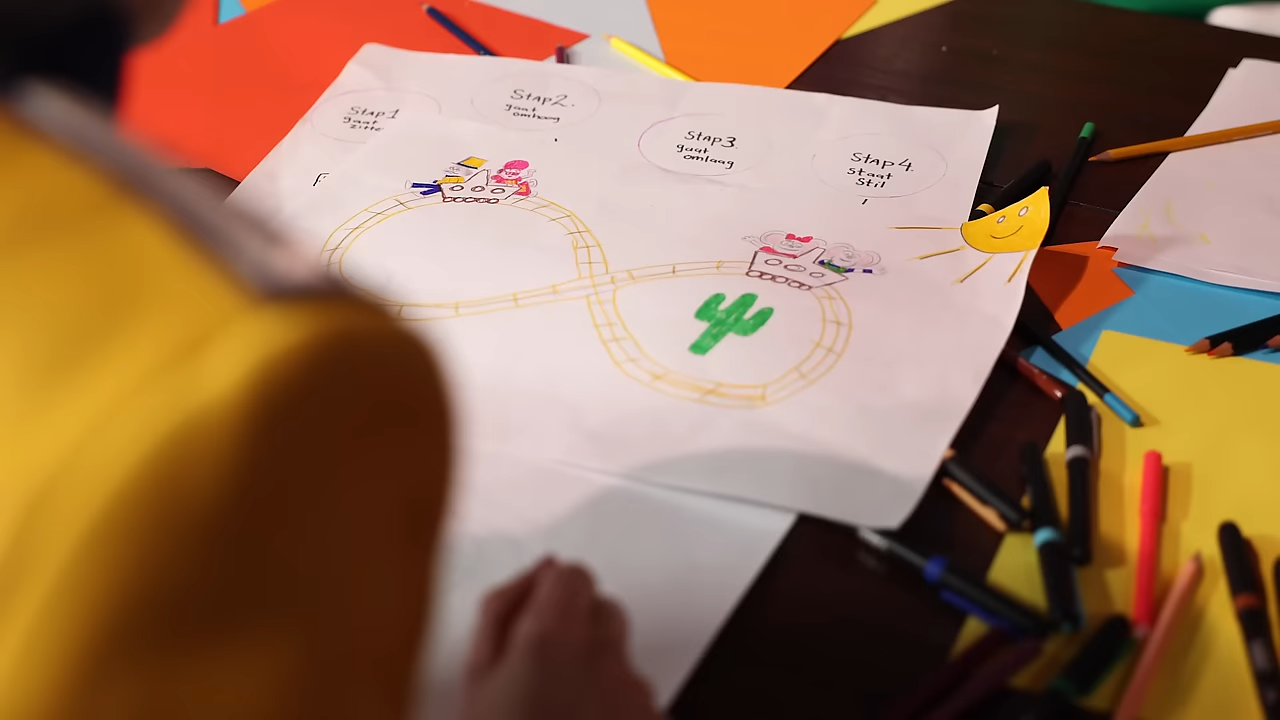 Stap1
gaat
zitte
Stap2.
gaat
omhoog
Stap3
gaat
omlaag
Stap4.
Staat
Stil
F